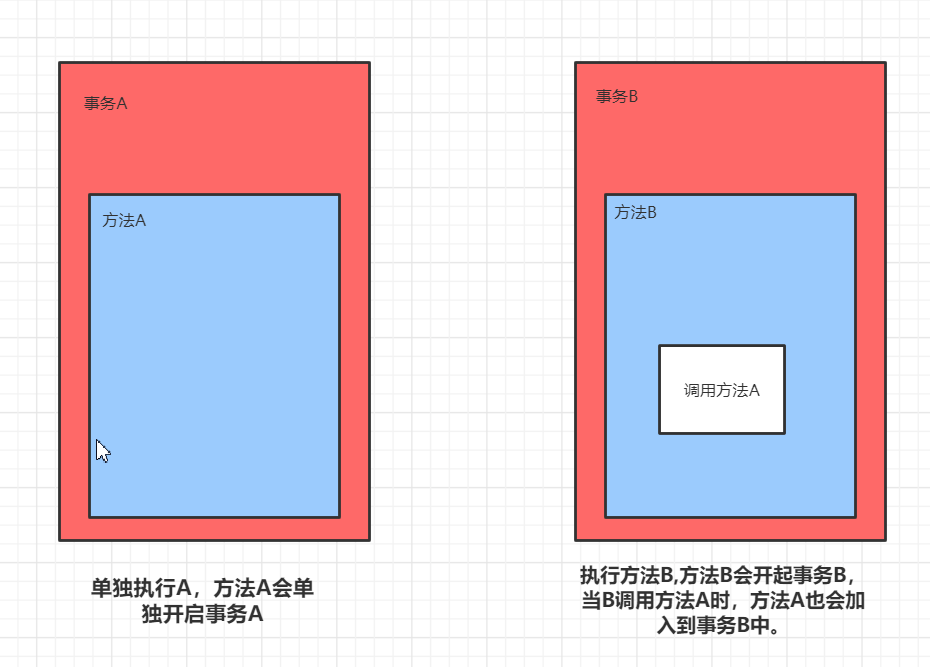 事务A
方法A
单独执行A，方法A会单
独开启事务A
事务B
方法B
调用方法A
执行方法B,方法B会开起事务B，
当B调用方法A时，方法A也会加
入到事务B中。